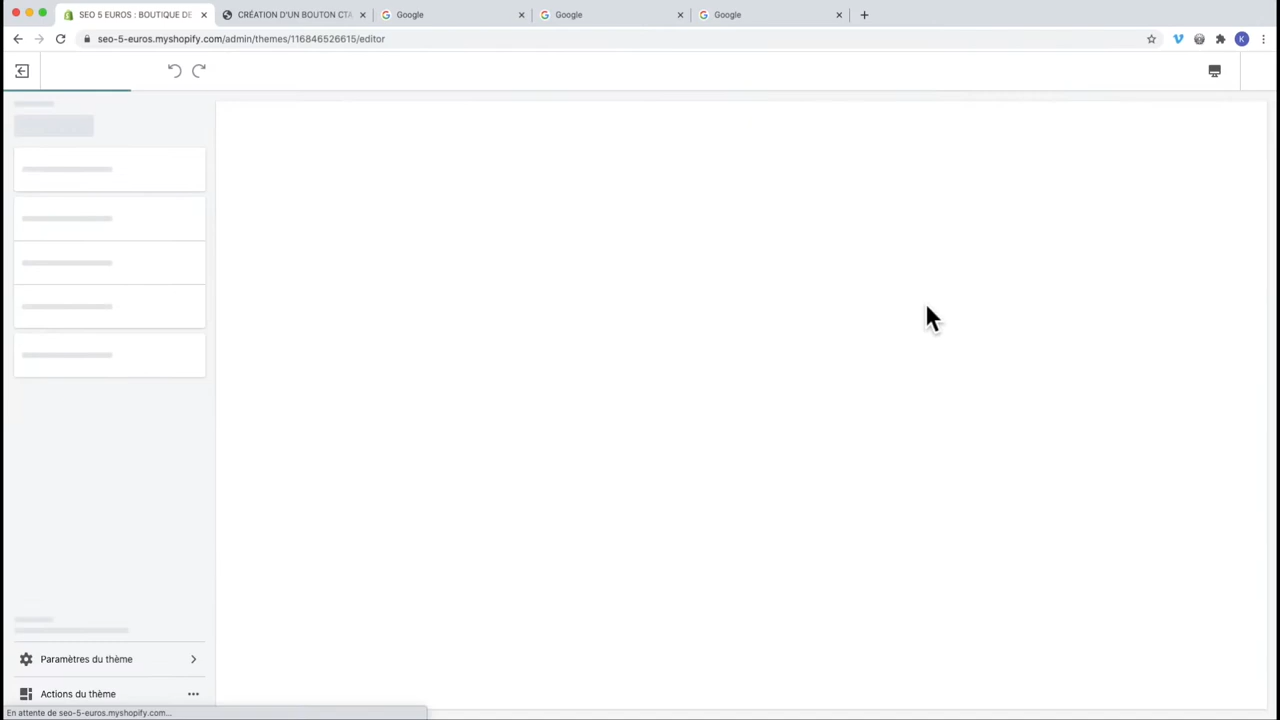 SEO 5 EUROS : BOUTIQUE DE
CRÉATION D'UN BOUTON CTA
Google
Google
Google
seo-5-euros.myshopify.com/admin/themes/116846526615/editor
K
Paramètres du thème
Actions du thème
En attente de seo-5-euros.myshopify.com...